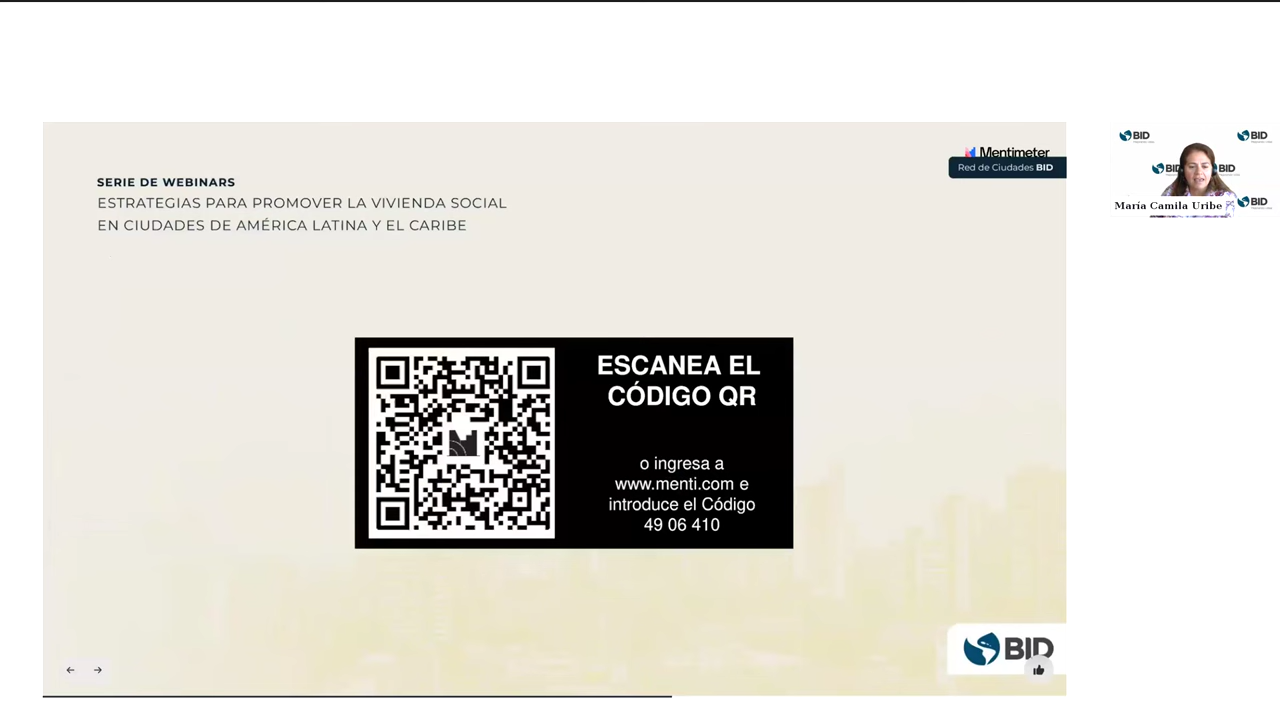 SERIE DE WEBINARS
ESTRATEGIAS PARA PROMOVER LA VIVIENDA SOCIAL
EN CIUDADES DE AMÉRICA LATINA Y EL CARIBE
Mentimeter
Red de Ciudades BID
ESCANEA EL
CÓDIGO QR
o ingresa a
www.menti.com e
introduce el Código
49 06 410
BID
BID
BID
BID
BID
BID
María Camila Uribe